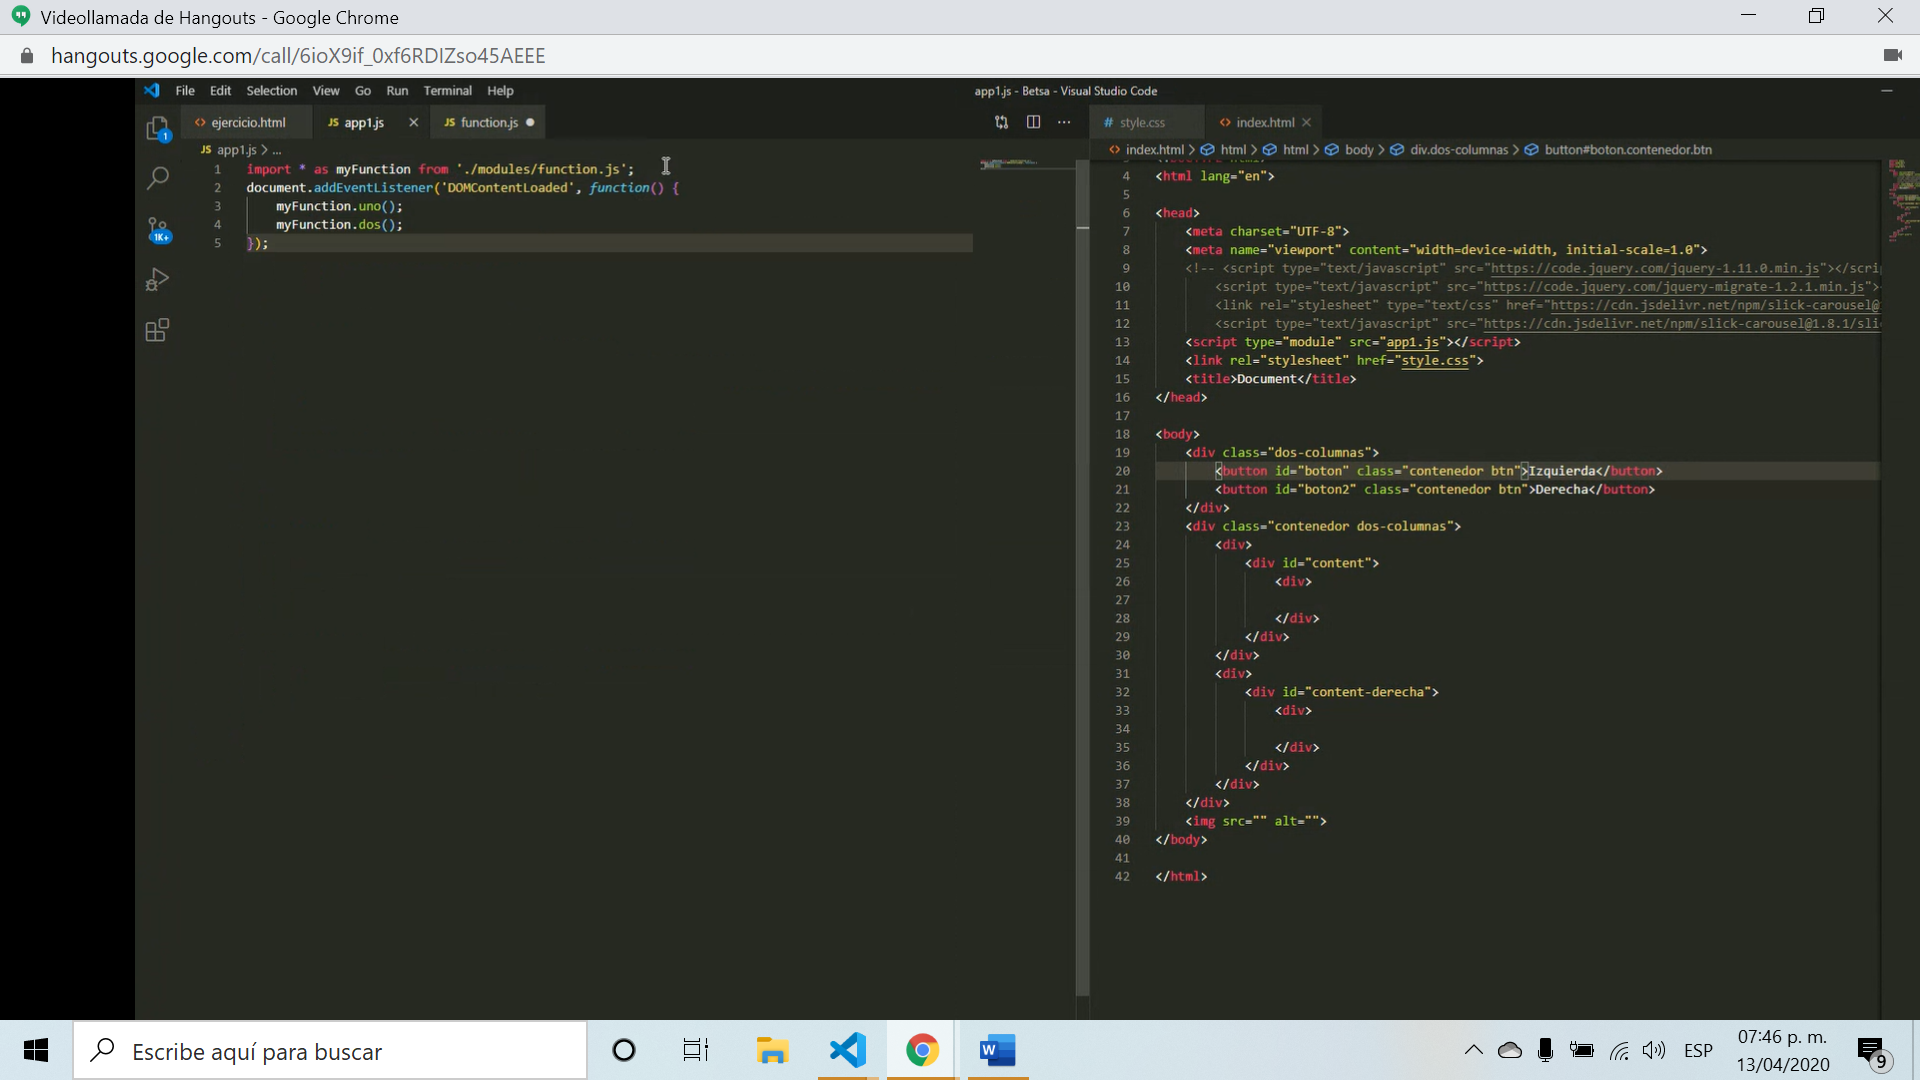 Videollamada de Hangouts - Google Chrome
hangouts.google.com/call/6ioX9if_0xf6RDIZso45AEEE
File Edit Selection View Go Run Terminal Help
app1.js - Betsa - Visual Studio Code
ejercicio.html
JS app1.js
JS function.js
# style.css
index.html
JS app1.js > ...
index.html > html > html > body > div.dos-columnas > button#boton.contenedor.btn
1
1K+
1 import * as myFunction from './modules/function.js';
2 document.addEventListener('DOMContentLoaded', function() {
3 myFunction.uno();
4 myFunction.dos();
5 });
4 <html lang="en">
5
6 <head>
7 <meta charset="UTF-8">
8 <meta name="viewport" content="width=device-width, initial-scale=1.0">
9 <!-- <script type="text/javascript" src="https://code.jquery.com/jquery-1.11.0.min.js"></scri
10 <script type="text/javascript" src="https://code.jquery.com/jquery-migrate-1.2.1.min.js">
11 <link rel="stylesheet" type="text/css" href="https://cdn.jsdelivr.net/npm/slick-carousel@
12 <script type="text/javascript" src="https://cdn.jsdelivr.net/npm/slick-carousel@1.8.1/sli
13 <script type="module" src="app1.js"></script>
14 <link rel="stylesheet" href="style.css">
15 <title>Document</title>
16 </head>
17
18 <body>
19 <div class="dos-columnas">
20 <button id="boton" class="contenedor btn">Izquierda</button>
21 <button id="boton2" class="contenedor btn">Derecha</button>
22 </div>
23 <div class="contenedor dos-columnas">
24 <div>
25 <div id="content">
26 <div>
27
28 </div>
29 </div>
30 </div>
31 <div>
32 <div id="content-derecha">
33 <div>
34
35 </div>
36 </div>
37 </div>
38 </div>
39 <img src="" alt="">
40 </body>
41
42 </html>
Escribe aquí para buscar
ESP
07:46 p. m.
13/04/2020
9